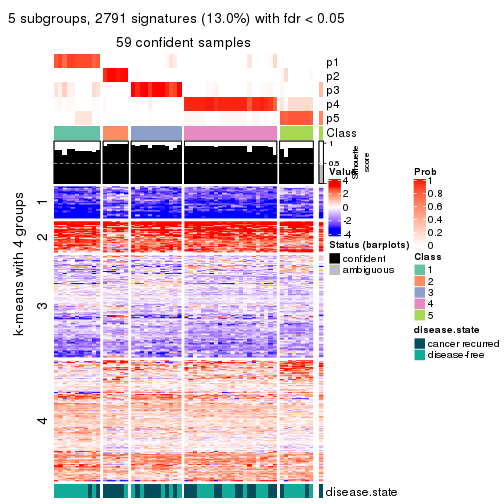 5 subgroups, 2791 signatures (13.0%) with fdr < 0.05
59 confident samples
p1
p2
p3
p4
p5
Class
1
0.5
0
Silhouette
score
k-means with 4 groups
1
2
3
4
Value
4
2
0
-2
-4
Status (barplots)
confident
ambiguous
Prob
1
0.8
0.6
0.4
0.2
0
Class
1
2
3
4
5
disease.state
cancer recurred
disease-free
disease.state